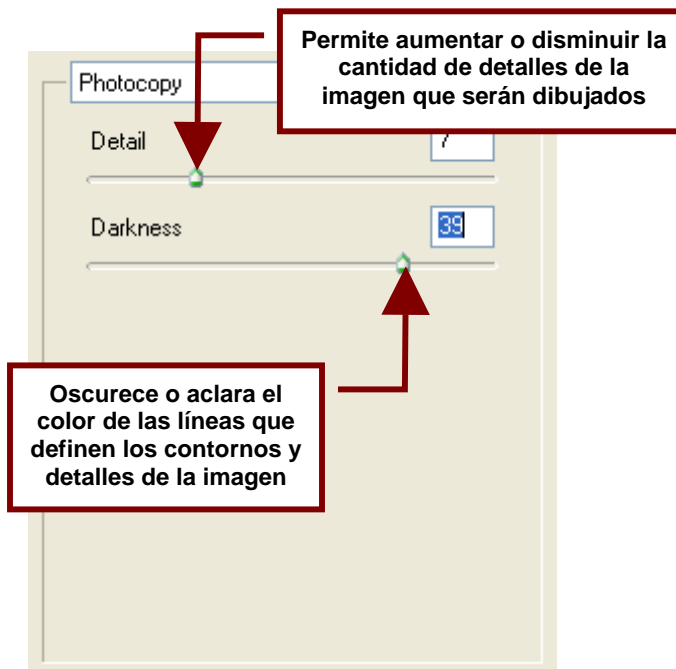 Permite aumentar o disminuir la
cantidad de detalles de la
imagen que serán dibujados
Photocopy
Detail
7
Darkness
39
Oscurece o aclara el
color de las líneas que
definen los contornos y
detalles de la imagen